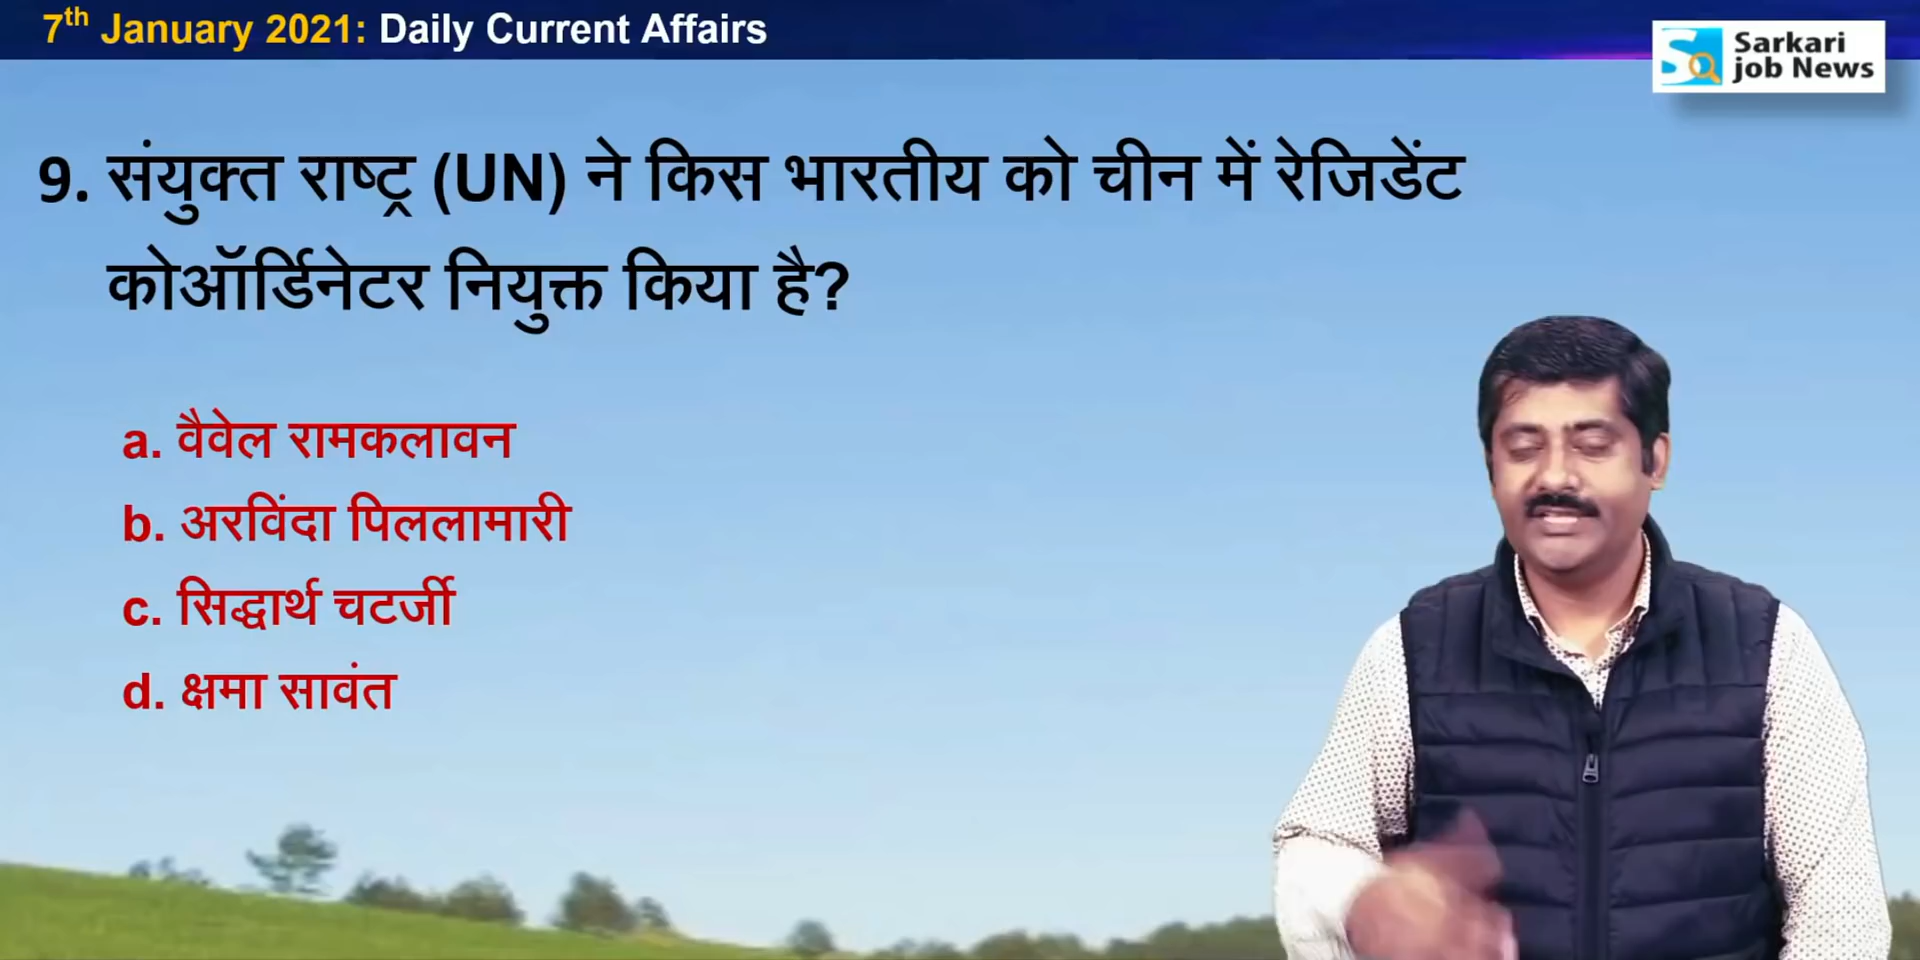 7th January 2021: Daily Current Affairs
Sarkari
Job News
9. संयुक्त राष्ट्र (UN) ने किस भारतीय को चीन में रेजिडेंट
कोऑर्डिनेटर नियुक्त किया है?
a. वैवेल रामकलावन
b. अरविंदा पिललामारी
c. सिद्धार्थ चटर्जी
d. क्षमा सावंत